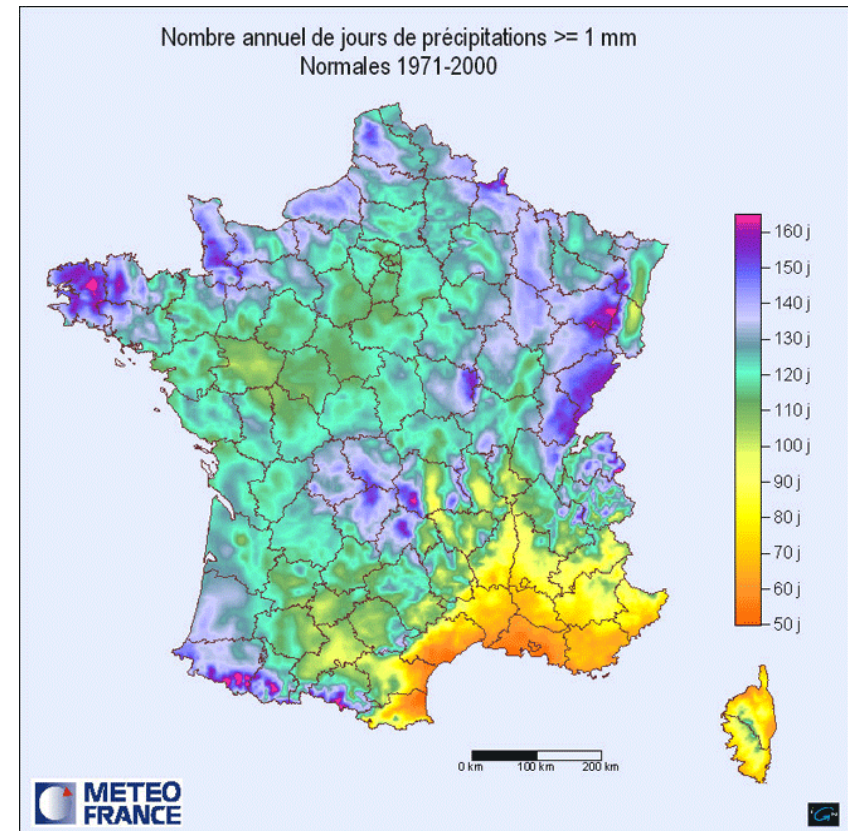 Nombre annuel de jours de précipitations >= 1 mm
Normales 1971-2000
160 j
150 j
140 j
130 j
120 j
110 j
100 j
90 j
80 j
70 j
60 j
50 j
0 km 100 km 200 km
METEO
FRANCE